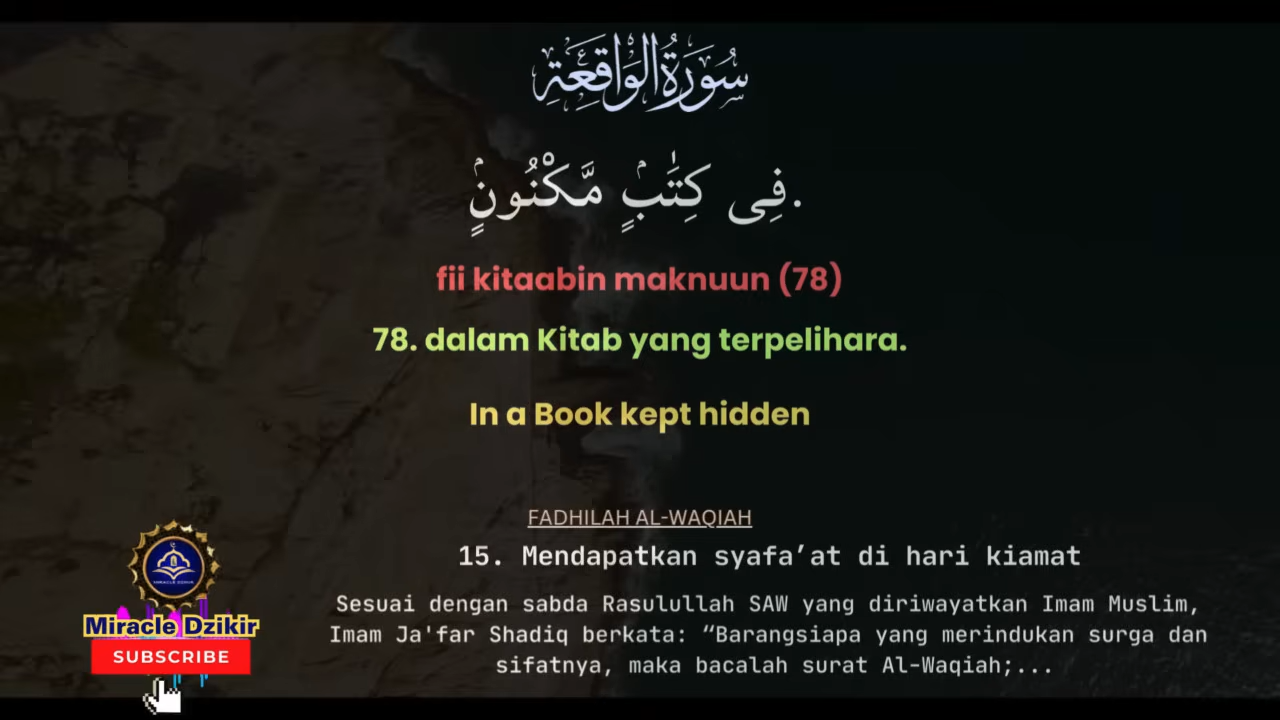 سُورَةُ الْوَاقِعَةِ
فِى كِتَٰبٍۢ مَّكْنُونٍۢ.
fii kitaabin maknuun (78)
78. dalam Kitab yang terpelihara.
In a Book kept hidden
FADHILAH AL-WAQIAH
15. Mendapatkan syafa’at di hari kiamat
Sesuai dengan sabda Rasulullah SAW yang diriwayatkan Imam Muslim,
Imam Ja'far Shadiq berkata: “Barangsiapa yang merindukan surga dan
sifatnya, maka bacalah surat Al-Waqiah;...
MIRACLE DZIKIR
Miracle Dzikir
SUBSCRIBE